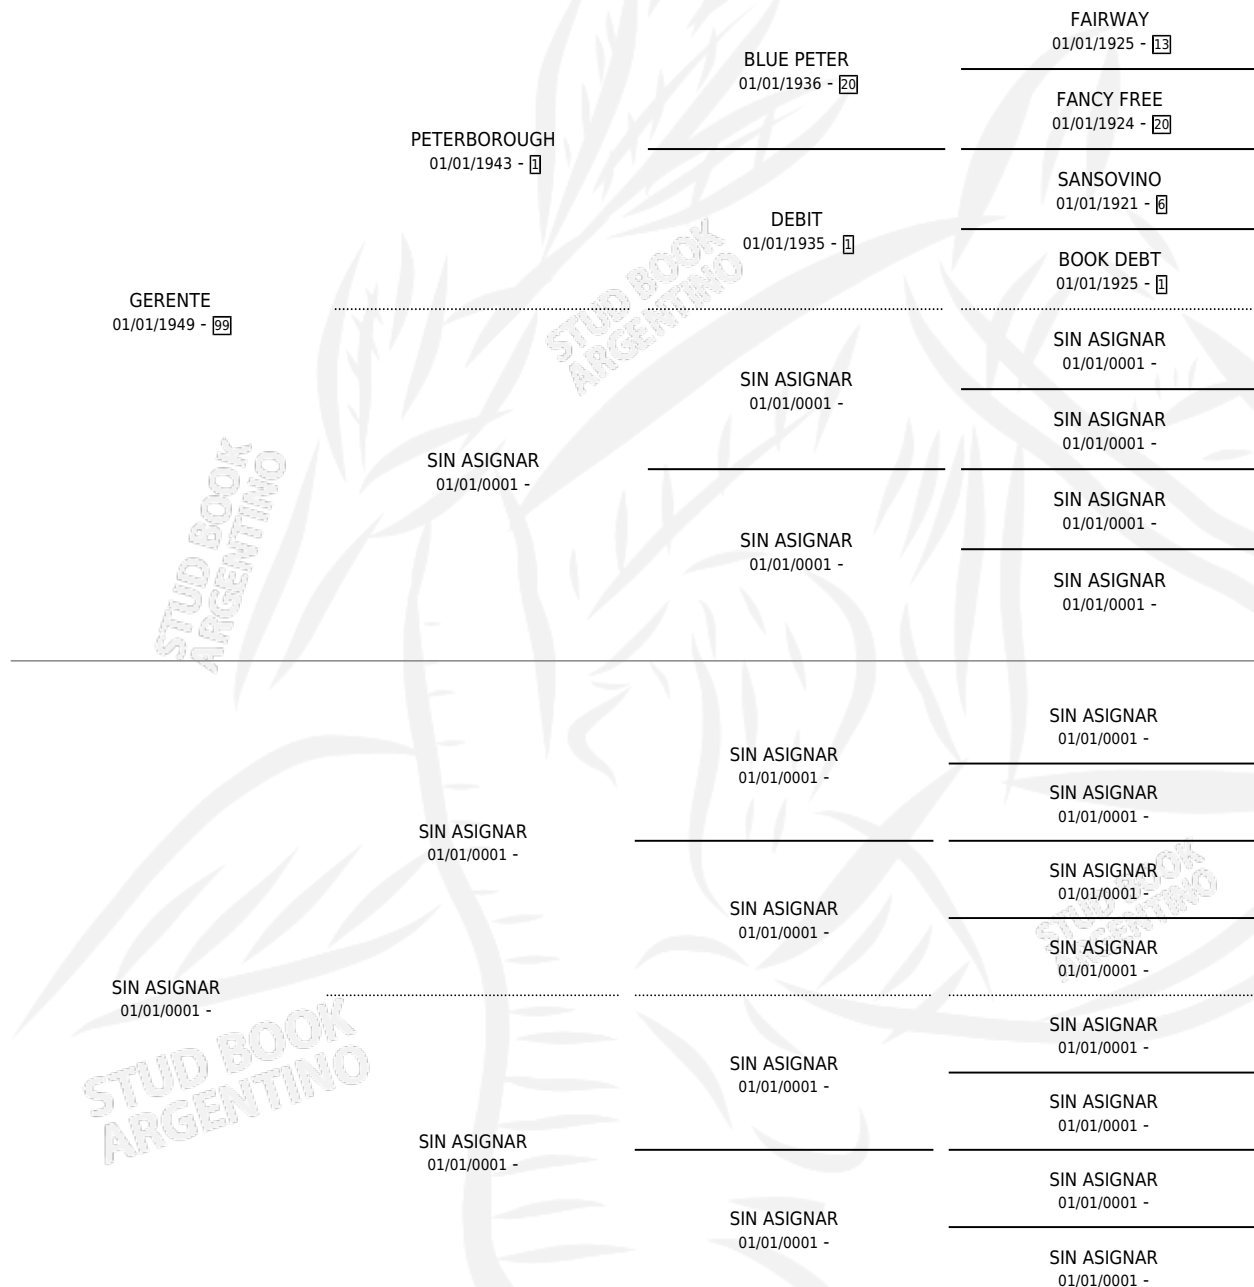 FAIRWAY
01/01/1925 - 13
BLUE PETER
01/01/1936 - 20
FANCY FREE
01/01/1924 - 20
PETERBOROUGH
01/01/1943 - 1
SANSOVINO
01/01/1921 - 6
DEBIT
01/01/1935 - 1
BOOK DEBT
01/01/1925 - 1
GERENTE
01/01/1949 - 99
STUD BOOK
ARGENTINO
SIN ASIGNAR
01/01/0001 -
SIN ASIGNAR
01/01/0001 -
SIN ASIGNAR
01/01/0001 -
SIN ASIGNAR
01/01/0001 -
SIN ASIGNAR
01/01/0001 -
SIN ASIGNAR
01/01/0001 -
SIN ASIGNAR
01/01/0001 -
STUD BOOK
ARGENTINO
SIN ASIGNAR
01/01/0001 -
SIN ASIGNAR
01/01/0001 -
SIN ASIGNAR
01/01/0001 -
SIN ASIGNAR
01/01/0001 -
SIN ASIGNAR
01/01/0001 -
SIN ASIGNAR
01/01/0001 -
STUD BOOK
ARGENTINO
SIN ASIGNAR
01/01/0001 -
SIN ASIGNAR
01/01/0001 -
SIN ASIGNAR
01/01/0001 -
STUD BOOK
ARGENTINO
SIN ASIGNAR
01/01/0001 -
SIN ASIGNAR
01/01/0001 -
SIN ASIGNAR
01/01/0001 -
SIN ASIGNAR
01/01/0001 -
SIN ASIGNAR
01/01/0001 -
SIN ASIGNAR
01/01/0001 -